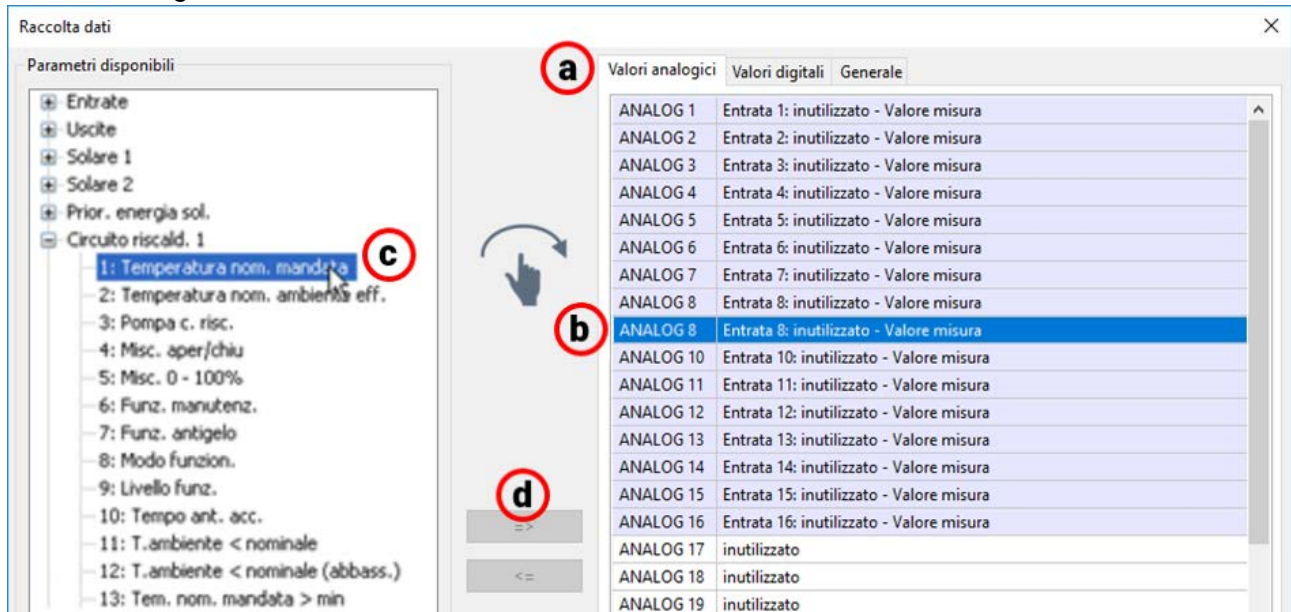 Raccolta dati
Parametri disponibili
Entrate
Uscite
Solare 1
Solare 2
Prior. energia sol.
Circuito riscald. 1
1: Temperatura nom. mandata
2: Temperatura nom. ambiente eff.
3: Pompa c. risc.
4: Misc. aper/chiu
5: Misc. 0 - 100%
6: Funz. manutenz.
7: Funz. antigelo
8: Modo funzion.
9: Livello funz.
10: Tempo ant. acc.
11: T.ambiente < nominale
12: T.ambiente < nominale (abbass.)
13: Tem. nom. mandata > min
c
d
=>
<=
a
Valori analogici Valori digitali Generale
b
ANALOG 1 Entrata 1: inutilizzato - Valore misura
ANALOG 2 Entrata 2: inutilizzato - Valore misura
ANALOG 3 Entrata 3: inutilizzato - Valore misura
ANALOG 4 Entrata 4: inutilizzato - Valore misura
ANALOG 5 Entrata 5: inutilizzato - Valore misura
ANALOG 6 Entrata 6: inutilizzato - Valore misura
ANALOG 7 Entrata 7: inutilizzato - Valore misura
ANALOG 8 Entrata 8: inutilizzato - Valore misura
ANALOG 8 Entrata 8: inutilizzato - Valore misura
ANALOG 10 Entrata 10: inutilizzato - Valore misura
ANALOG 11 Entrata 11: inutilizzato - Valore misura
ANALOG 12 Entrata 12: inutilizzato - Valore misura
ANALOG 13 Entrata 13: inutilizzato - Valore misura
ANALOG 14 Entrata 14: inutilizzato - Valore misura
ANALOG 15 Entrata 15: inutilizzato - Valore misura
ANALOG 16 Entrata 16: inutilizzato - Valore misura
ANALOG 17 inutilizzato
ANALOG 18 inutilizzato
ANALOG 19 inutilizzato